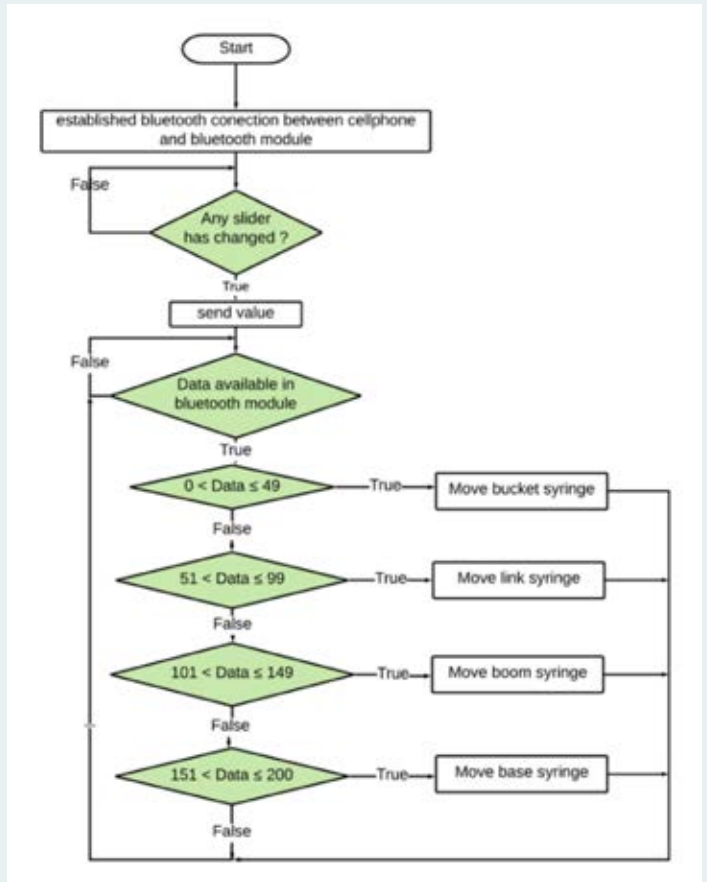 Start
established bluetooth conection between cellphone
and bluetooth module
False
Any slider
has changed ?
True
send value
False
Data available in
bluetooth module
True
0 < Data ≤ 49
True
Move bucket syringe
False
51 < Data ≤ 99
True
Move link syringe
False
101 < Data ≤ 149
True
Move boom syringe
False
151 < Data ≤ 200
True
Move base syringe
False